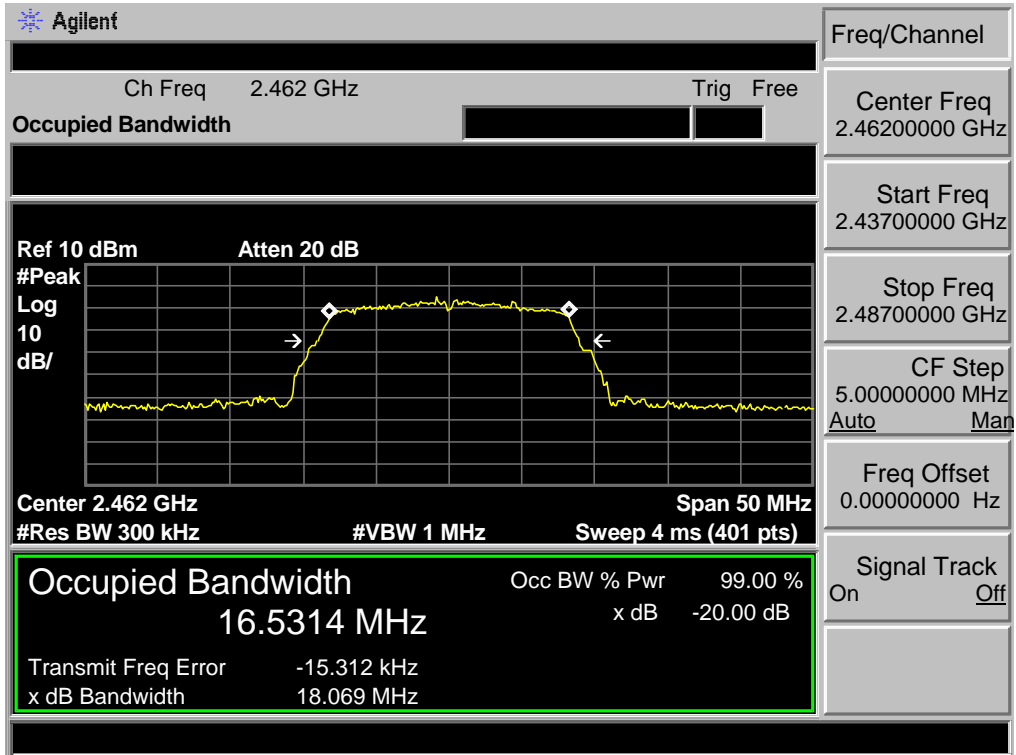 Agilent
Freq/Channel
Ch Freq 2.462 GHz Trig Free
Occupied Bandwidth
Center Freq
2.46200000 GHz
Start Freq
2.43700000 GHz
Stop Freq
2.48700000 GHz
CF Step
5.00000000 MHz
Auto Man
Freq Offset
0.00000000 Hz
Signal Track
On Off
Ref 10 dBm Atten 20 dB
#Peak
Log
10
dB/
Center 2.462 GHz Span 50 MHz
#Res BW 300 kHz #VBW 1 MHz Sweep 4 ms (401 pts)
Occupied Bandwidth Occ BW % Pwr 99.00 %
16.5314 MHz x dB -20.00 dB
Transmit Freq Error -15.312 kHz
x dB Bandwidth 18.069 MHz